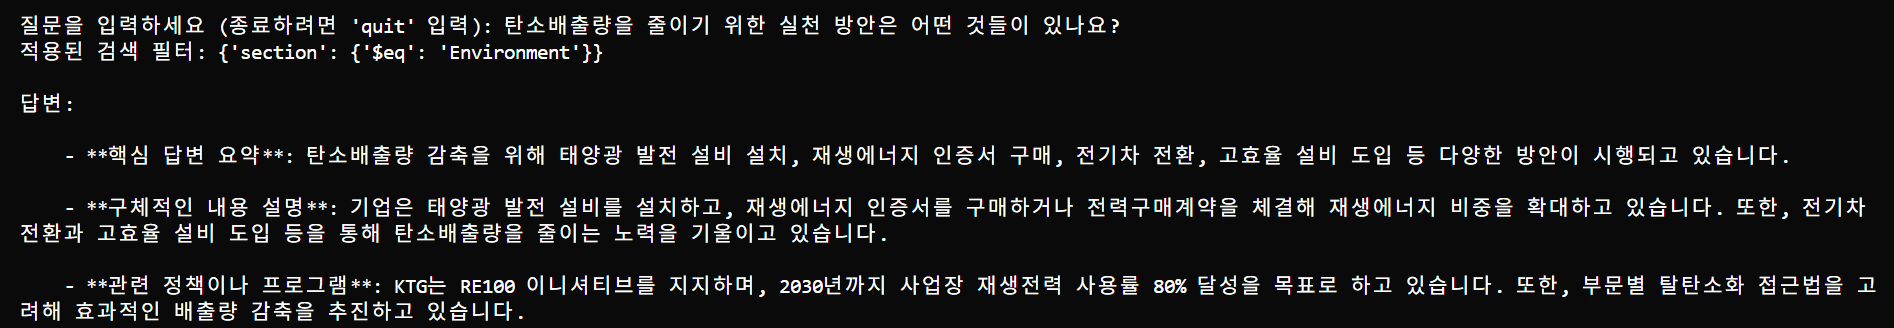 질문을 입력하세요 (종료하려면 'quit' 입력): 탄소배출량을 줄이기 위한 실천 방안은 어떤 것들이 있나요?
적용된 검색 필터: {'section': {'$eq': 'Environment'}}
답변:
- **핵심 답변 요약**: 탄소배출량 감축을 위해 태양광 발전 설비 설치, 재생에너지 인증서 구매, 전기차 전환, 고효율 설비 도입 등 다양한 방안이 시행되고 있습니다.
- **구체적인 내용 설명**: 기업은 태양광 발전 설비를 설치하고, 재생에너지 인증서를 구매하거나 전력구매계약을 체결해 재생에너지 비중을 확대하고 있습니다. 또한, 전기차
전환과 고효율 설비 도입 등을 통해 탄소배출량을 줄이는 노력을 기울이고 있습니다.
- **관련 정책이나 프로그램**: KTG는 RE100 이니셔티브를 지지하며, 2030년까지 사업장 재생전력 사용률 80% 달성을 목표로 하고 있습니다. 또한, 부문별 탈탄소화 접근법을 고
려해 효과적인 배출량 감축을 추진하고 있습니다.